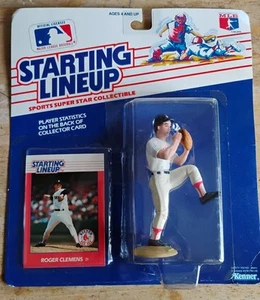 AGES 4 AND UP
STARTING
LINEUP
SPORTS SUPER STAR COLLECTIBLE
PLAYER STATISTICS
ON THE BACK OF
COLLECTOR CARD
STARTING
LINEUP
ROGER CLEMENS
Kenner